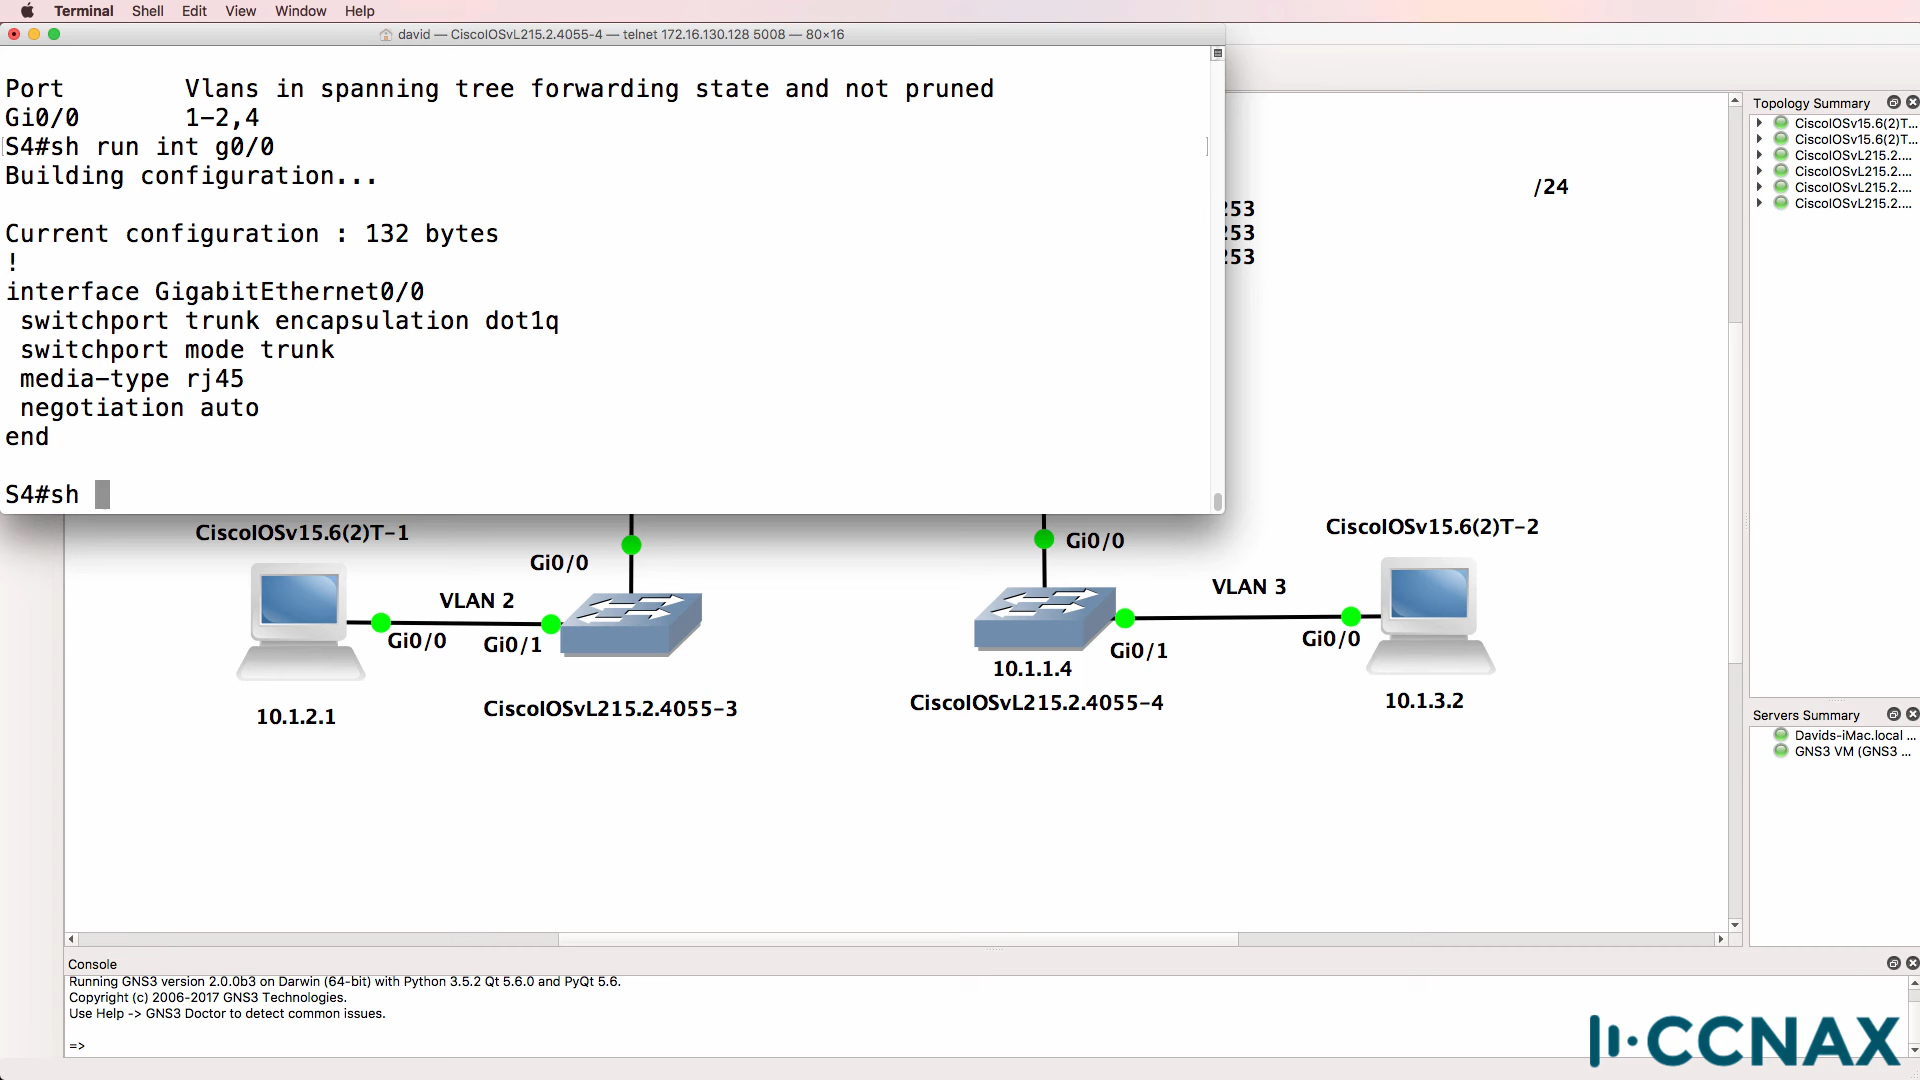 Terminal Shell Edit View Window Help
david — CiscoIOSvL215.2.4055-4 — telnet 172.16.130.128 5008 — 80×16
Port Vlans in spanning tree forwarding state and not pruned
Gi0/0 1-2,4
S4#sh run int g0/0
Building configuration...
Current configuration : 132 bytes
!
interface GigabitEthernet0/0
switchport trunk encapsulation dot1q
switchport mode trunk
media-type rj45
negotiation auto
end
S4#sh
/24
253
253
253
Topology Summary
CiscoIOSv15.6(2)T...
CiscoIOSv15.6(2)T...
CiscoIOSvL215.2....
CiscoIOSvL215.2....
CiscoIOSvL215.2....
CiscoIOSvL215.2....
CiscoIOSv15.6(2)T-1
Gi0/0
VLAN 2
Gi0/0
Gi0/1
10.1.2.1
CiscoIOSvL215.2.4055-3
Gi0/0
CiscoIOSv15.6(2)T-2
VLAN 3
Gi0/1
Gi0/0
10.1.1.4
CiscoIOSvL215.2.4055-4
10.1.3.2
Servers Summary
Davids-iMac.local ...
GNS3 VM (GNS3 ...
Console
Running GNS3 version 2.0.0b3 on Darwin (64-bit) with Python 3.5.2 Qt 5.6.0 and PyQt 5.6.
Copyright (c) 2006-2017 GNS3 Technologies.
Use Help -> GNS3 Doctor to detect common issues.
=>
CCNAX